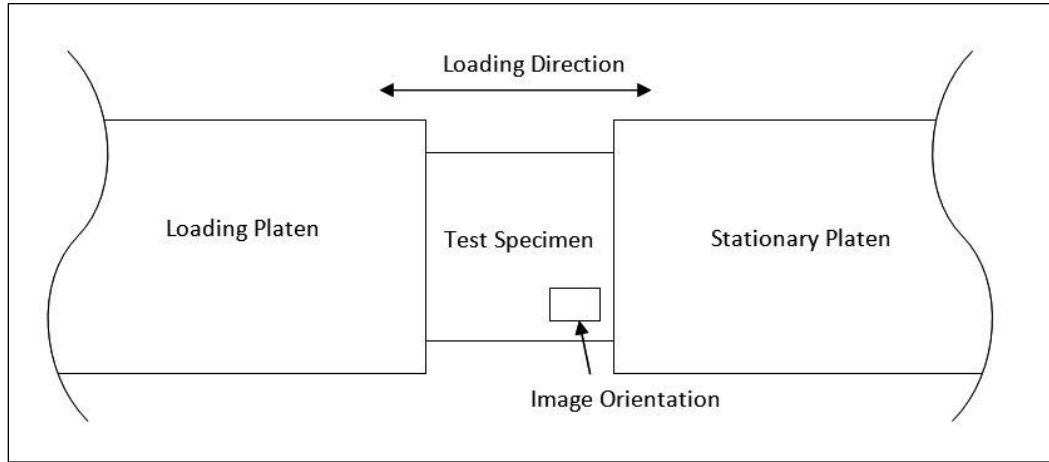 Loading Direction
Loading Platen
Test Specimen
Stationary Platen
Image Orientation